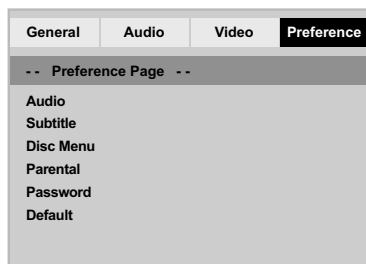 General Audio Video Preference
- - Preference Page - -
Audio
Subtitle
Disc Menu
Parental
Password
Default